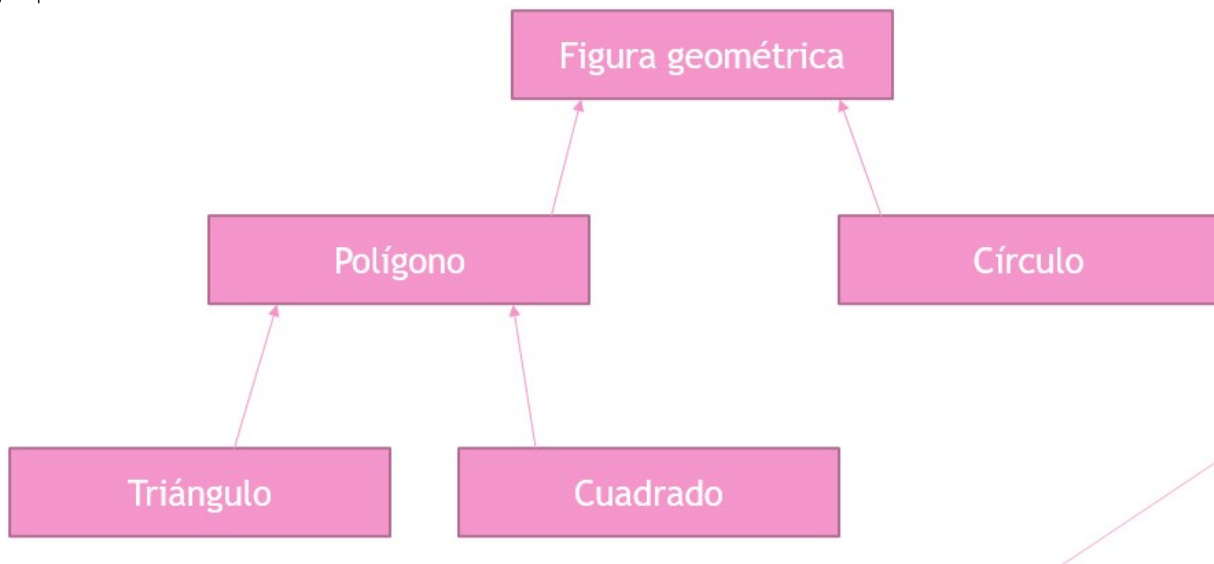 Figura geométrica
Polígono
Círculo
Triángulo
Cuadrado